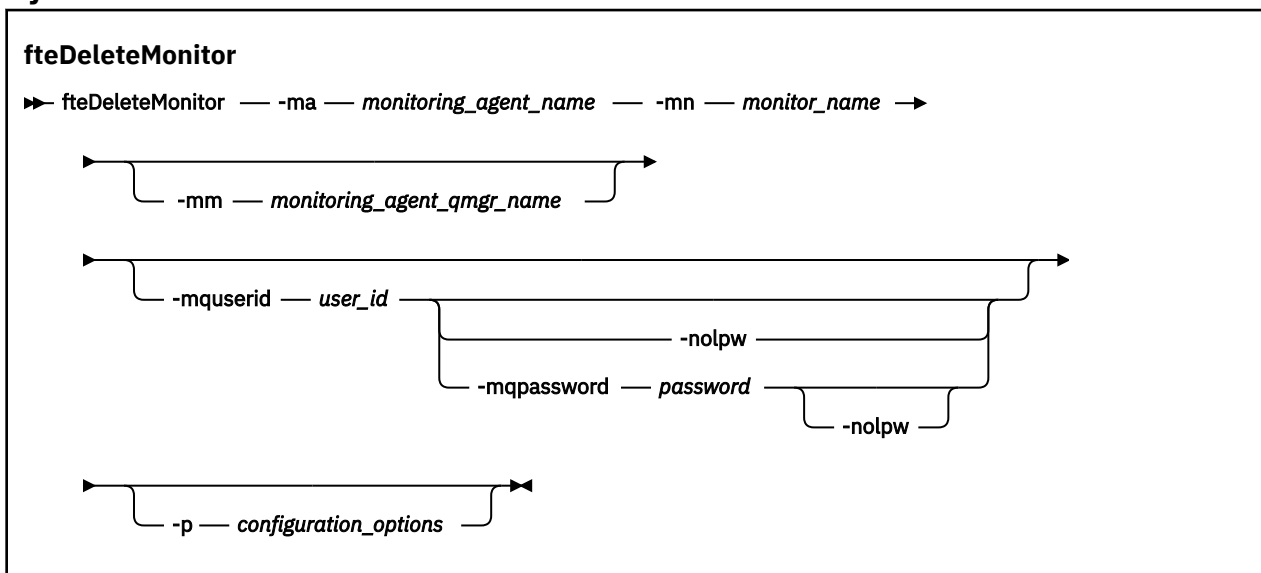 fteDeleteMonitor
fteDeleteMonitor -ma monitoring_agent_name -mn monitor_name
-mm monitoring_agent_qmgr_name
-mquserid user_id
-nolpw
-mqpassword password
-nolpw
-p configuration_options